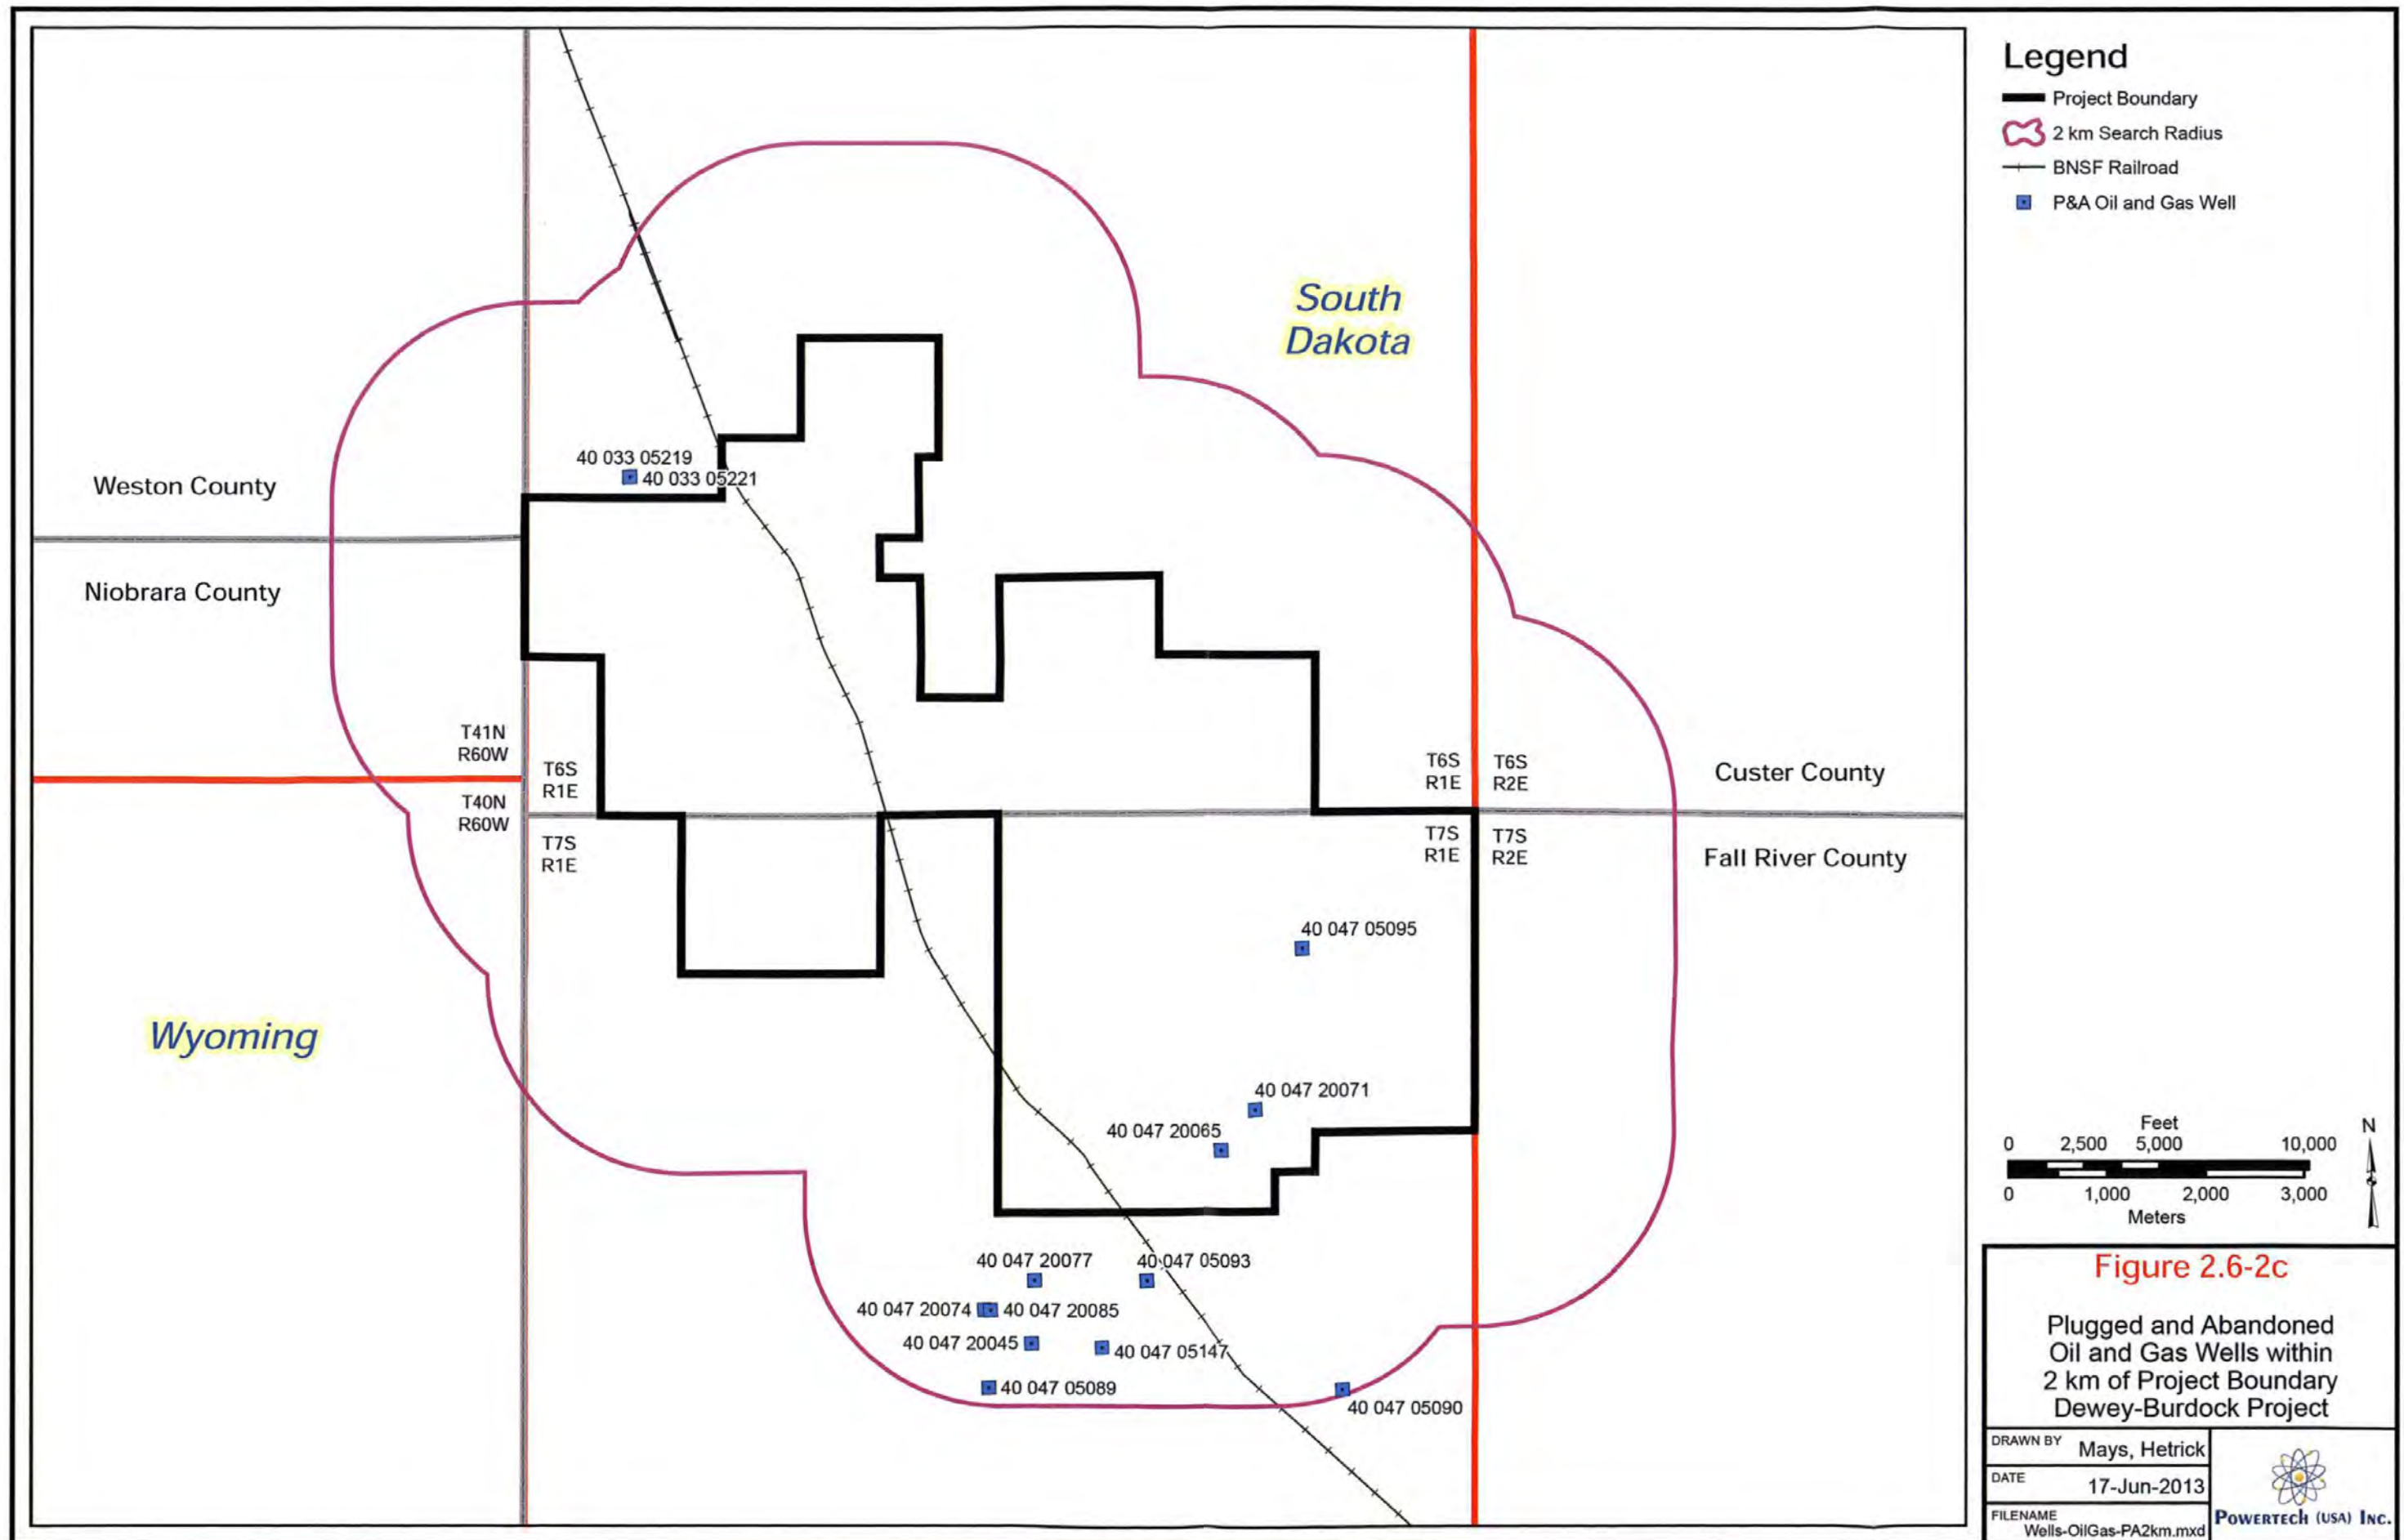 Legend
Project Boundary
2 km Search Radius
BNSF Railroad
P&A Oil and Gas Well
South
Dakota
40 033 05219
40 033 05221
Weston County
Niobrara County
T41N
R60W
T6S
R1E
T6S
R1E
T6S
R2E
Custer County
T40N
R60W
T7S
R1E
T7S
R1E
T7S
R2E
Fall River County
40 047 05095
Wyoming
40 047 20071
40 047 20065
40 047 20077
40 047 05093
40 047 20074
40 047 20085
40 047 20045
40 047 05147
40 047 05089
40 047 05090
Feet
0 2,500 5,000 10,000
0 1,000 2,000 3,000
Meters
N
Figure 2.6-2c
Plugged and Abandoned
Oil and Gas Wells within
2 km of Project Boundary
Dewey-Burdock Project
DRAWN BY Mays, Hetrick
DATE 17-Jun-2013
FILENAME
Wells-OilGas-PA2km.mxd
POWERTECH (USA) INC.